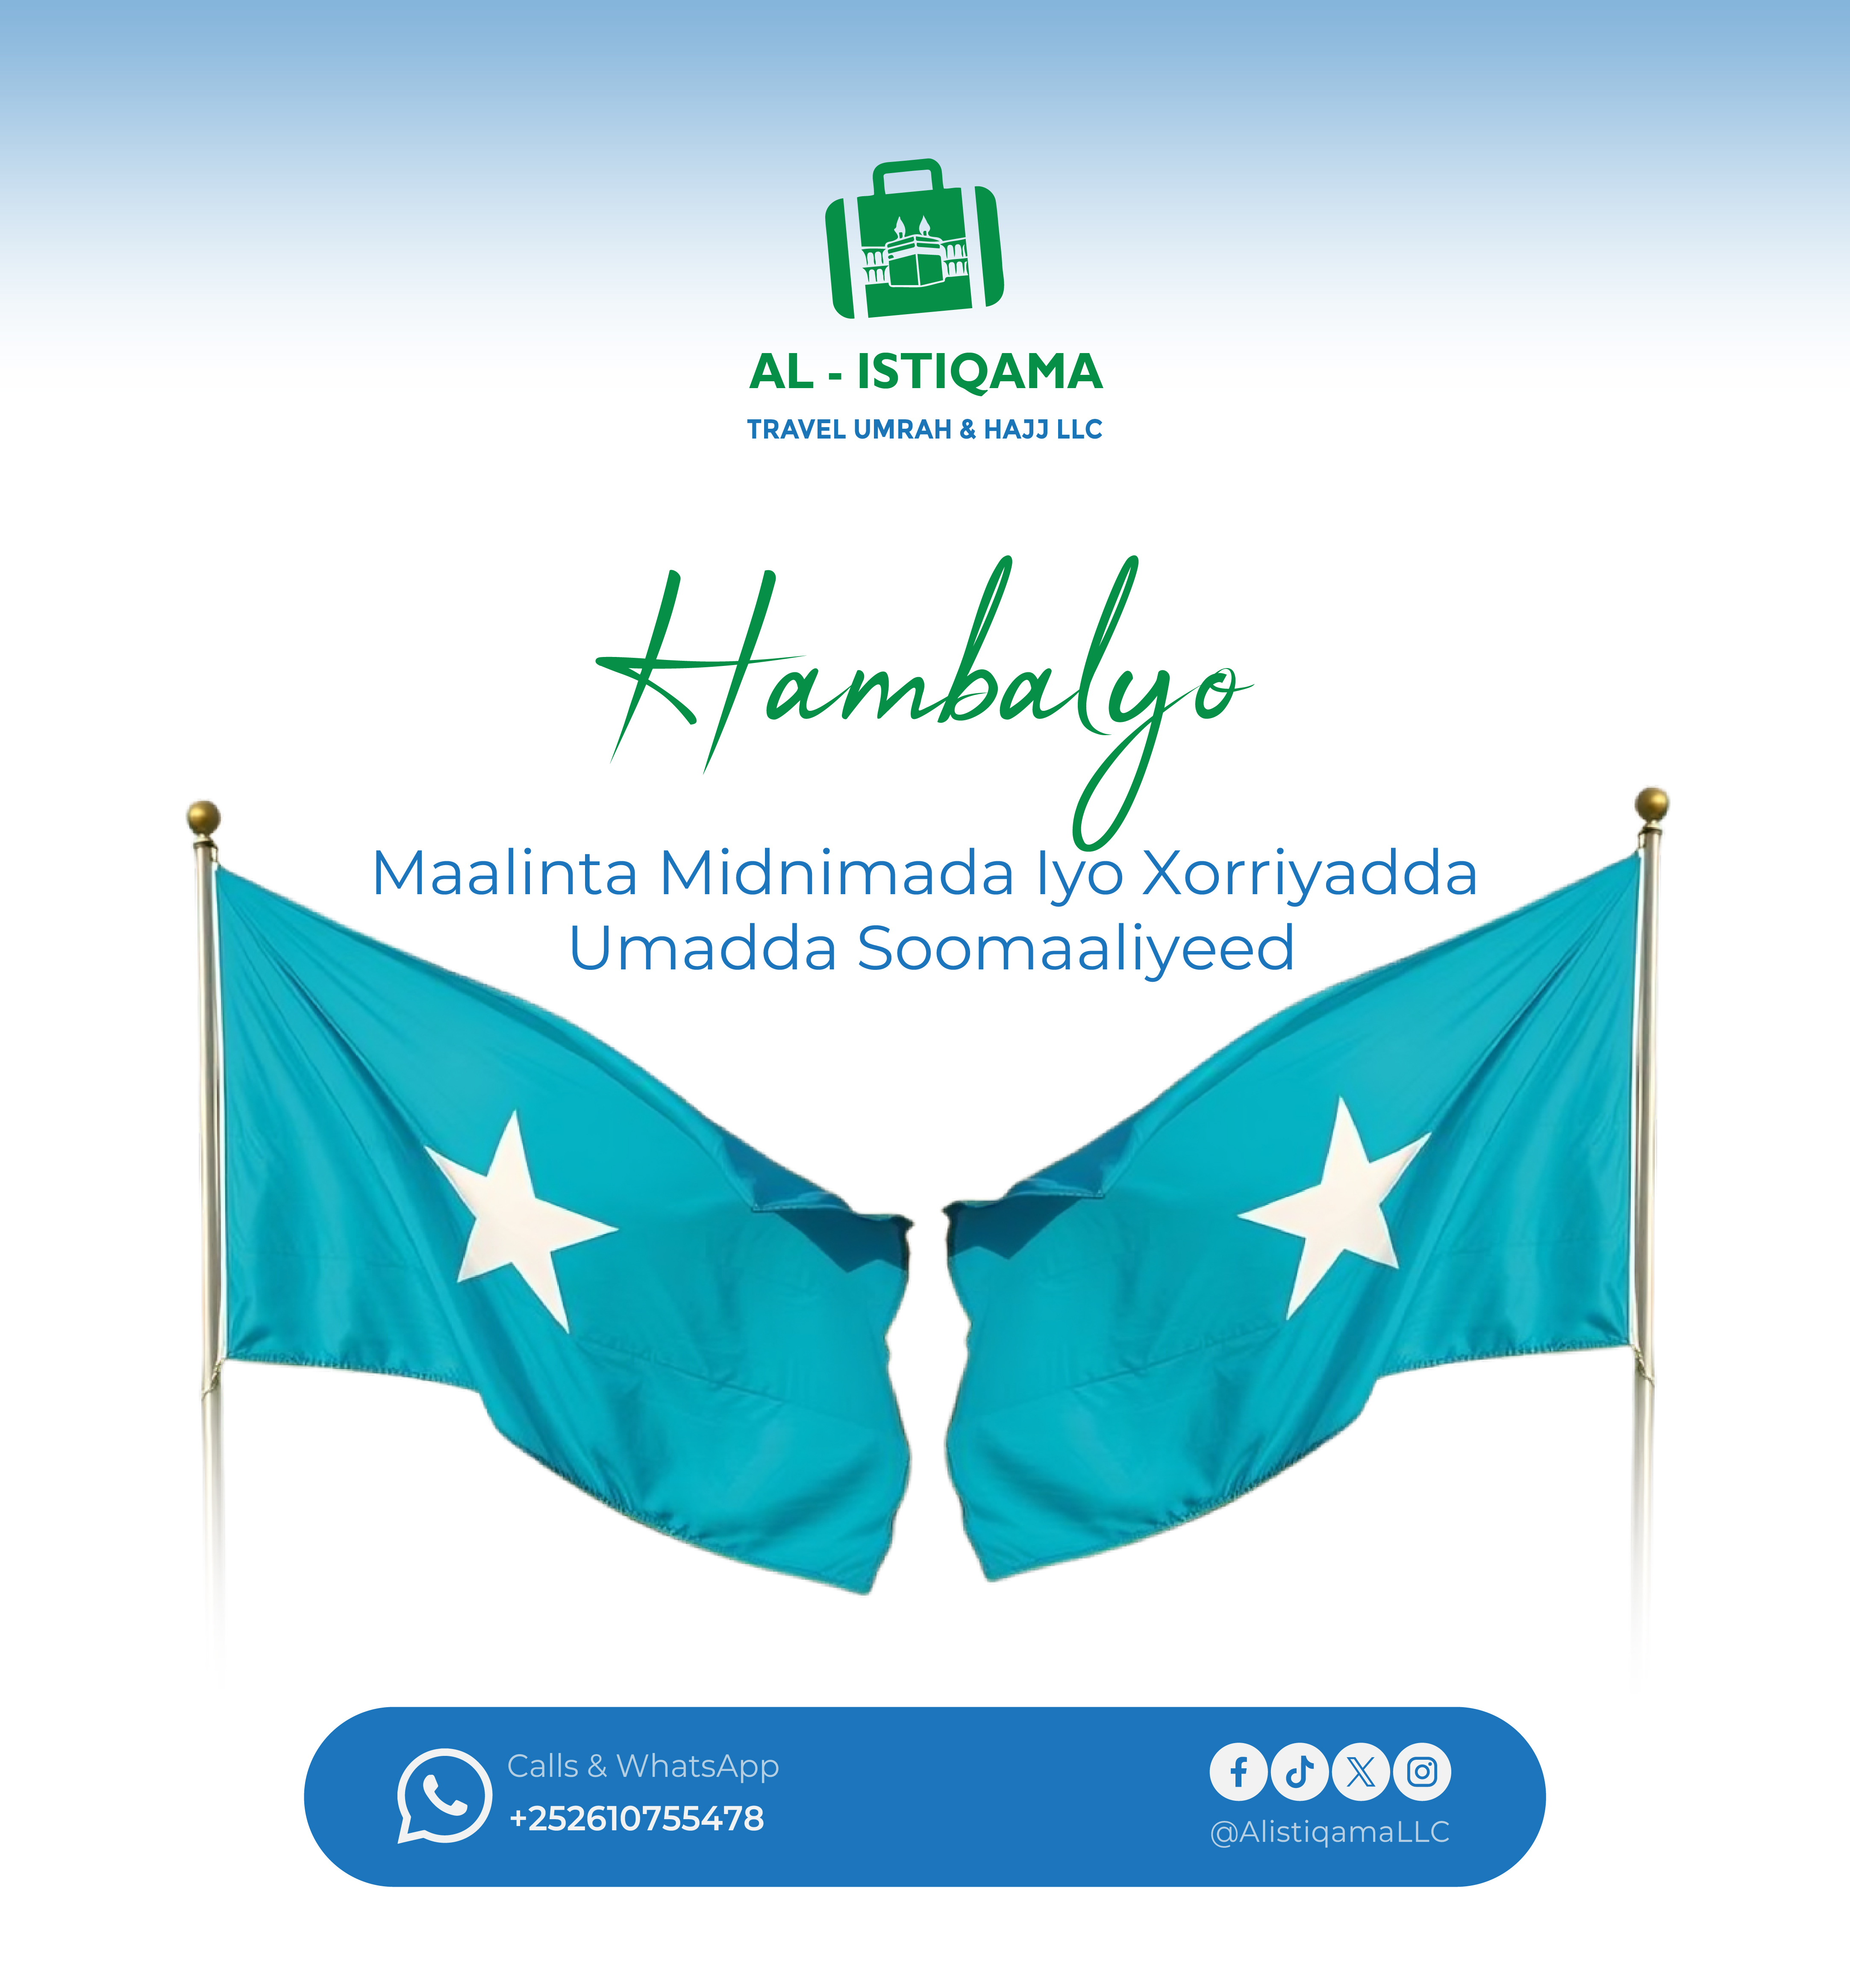 AL - ISTIQAMA
TRAVEL UMRAH & HAJJ LLC
Hambalyo
Maalinta Midnimada Iyo Xorriyadda
Umadda Soomaaliyeed
Calls & WhatsApp
+252610755478
@AlistiqamaLLC